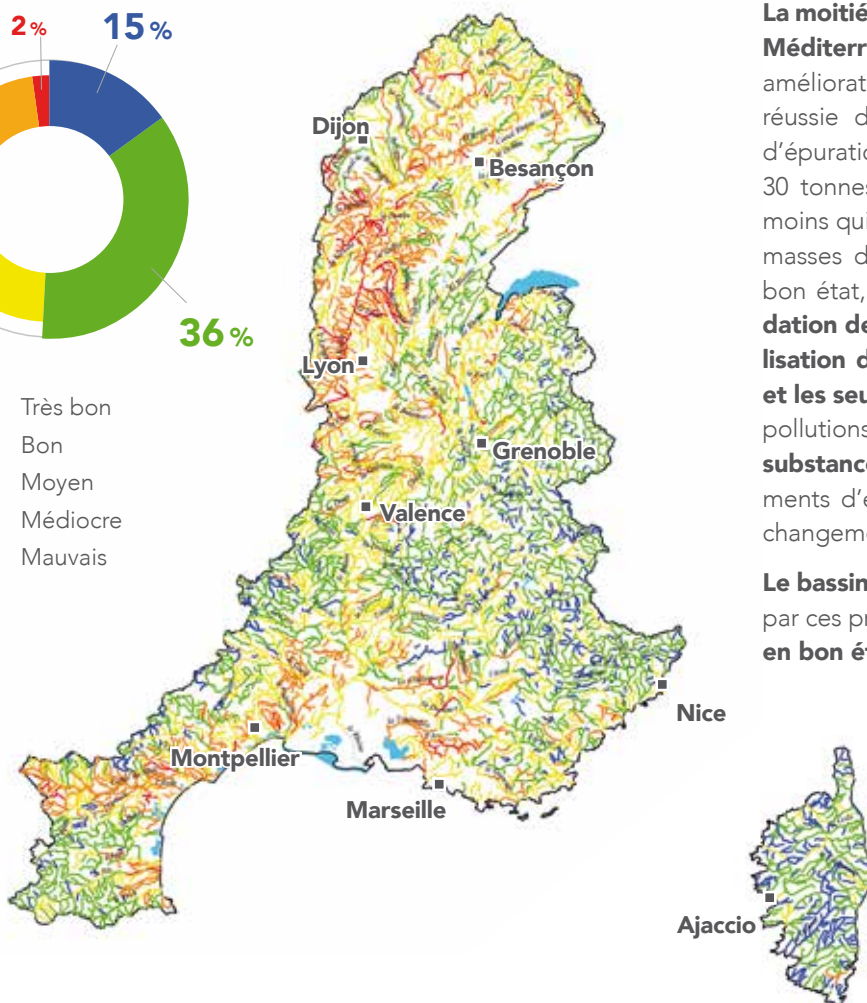 2 %
15 %
36 %
Très bon
Bon
Moyen
Médiocre
Mauvais
Dijon
Besançon
Lyon
Grenoble
Valence
Nice
Montpellier
Marseille
Ajaccio
La moitié
Méditerr
améliorat
réussie d
d'épuratio
30 tonnes
moins qui
masses d
bon état,
dation de
lisation d
et les seu
pollutions
substance
ments d'é
changeme
Le bassin
par ces pr
en bon ét